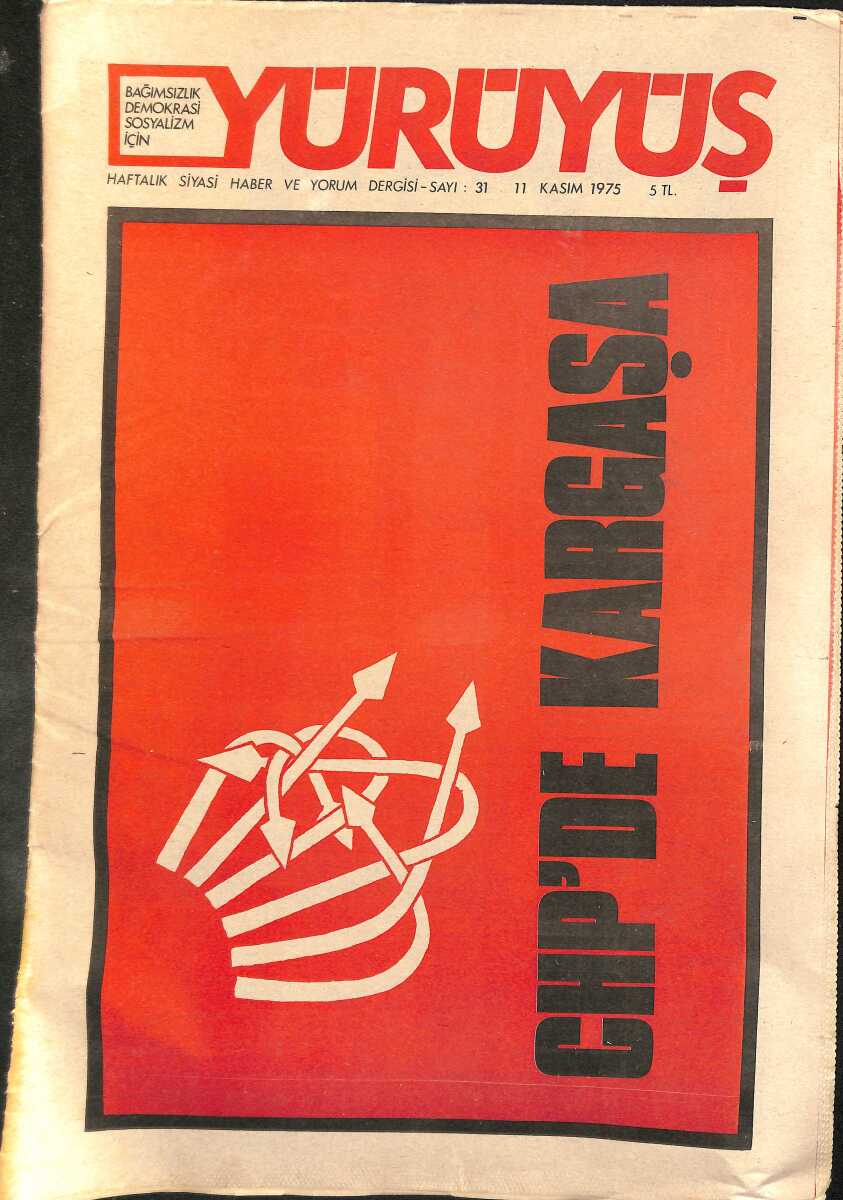 BAĞIMSIZLIK
DEMOKRASİ
SOSYALİZM
İÇİN
YÜRÜYÜŞ
HAFTALIK SİYASİ HABER VE YORUM DERGİSİ - SAYI : 31 11 KASIM 1975 5 TL.
CHP'DE KARGAŞA